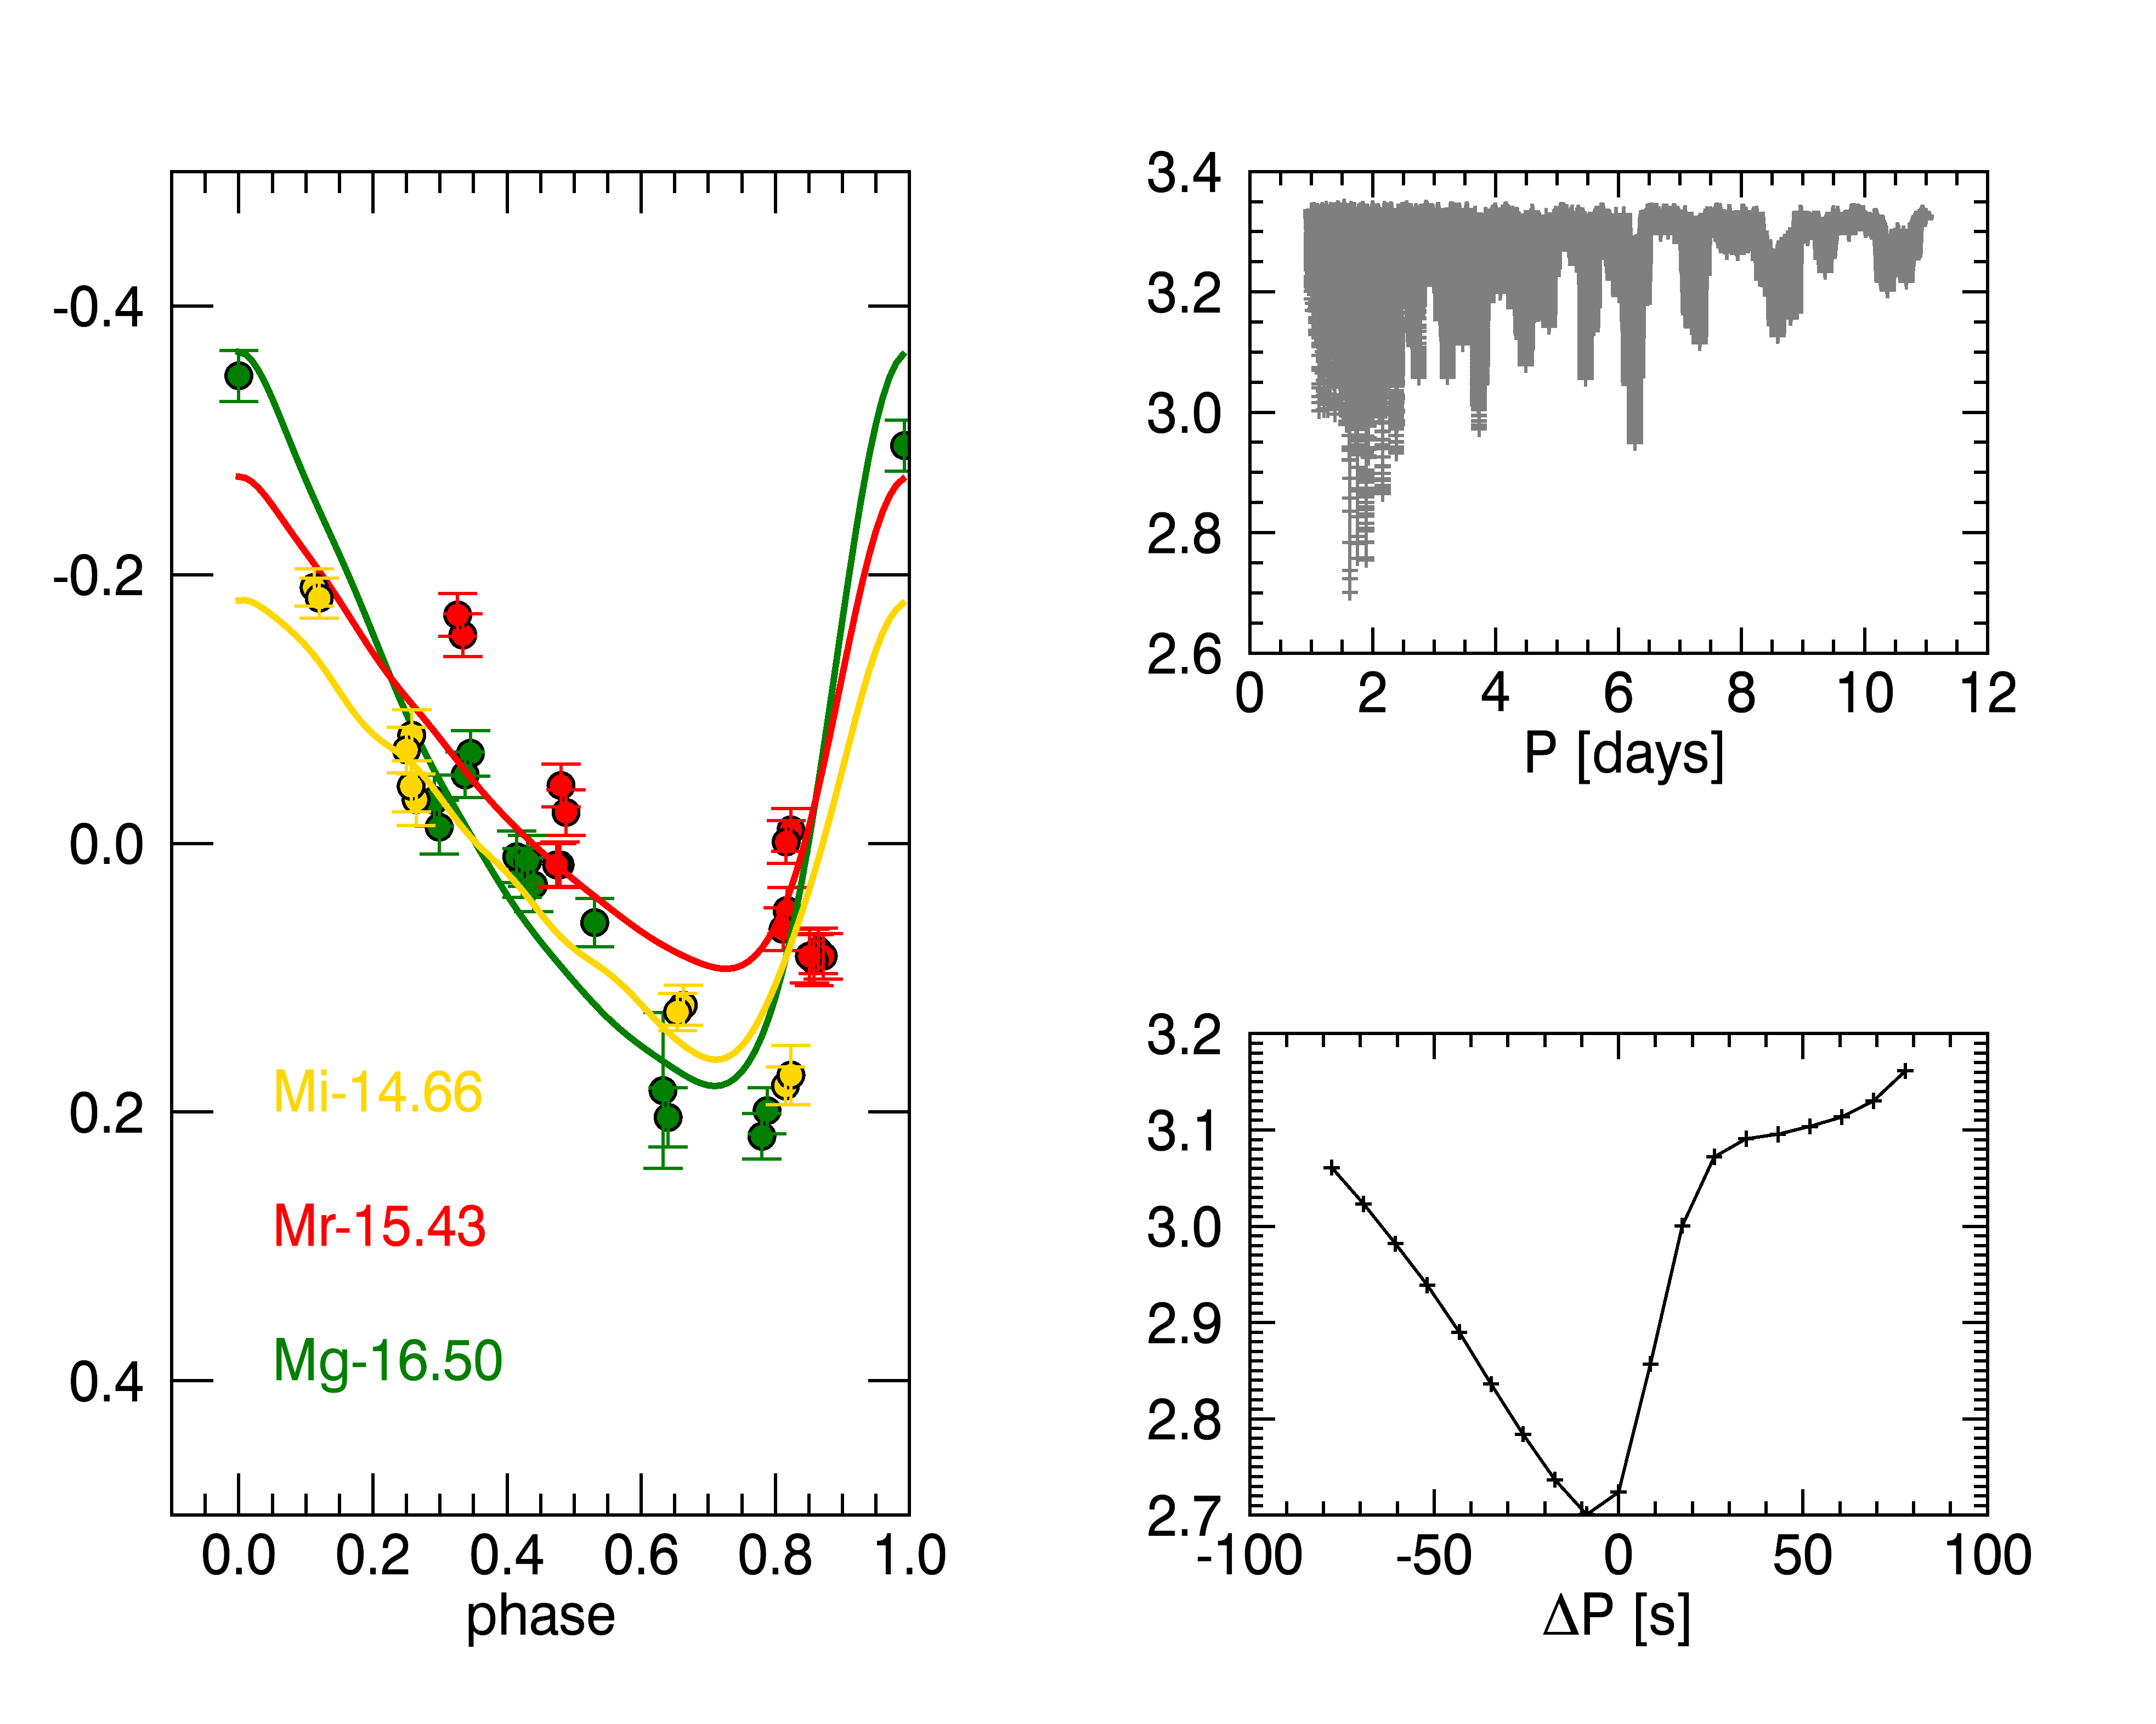 -0.4
-0.2
0.0
0.2
0.4
Mi-14.66
Mr-15.43
Mg-16.50
0.0 0.2 0.4 0.6 0.8 1.0
phase
3.4
3.2
3.0
2.8
2.6
0 2 4 6 8 10 12
P [days]
3.2
3.1
3.0
2.9
2.8
2.7
-100 -50 0 50 100
ΔP [s]